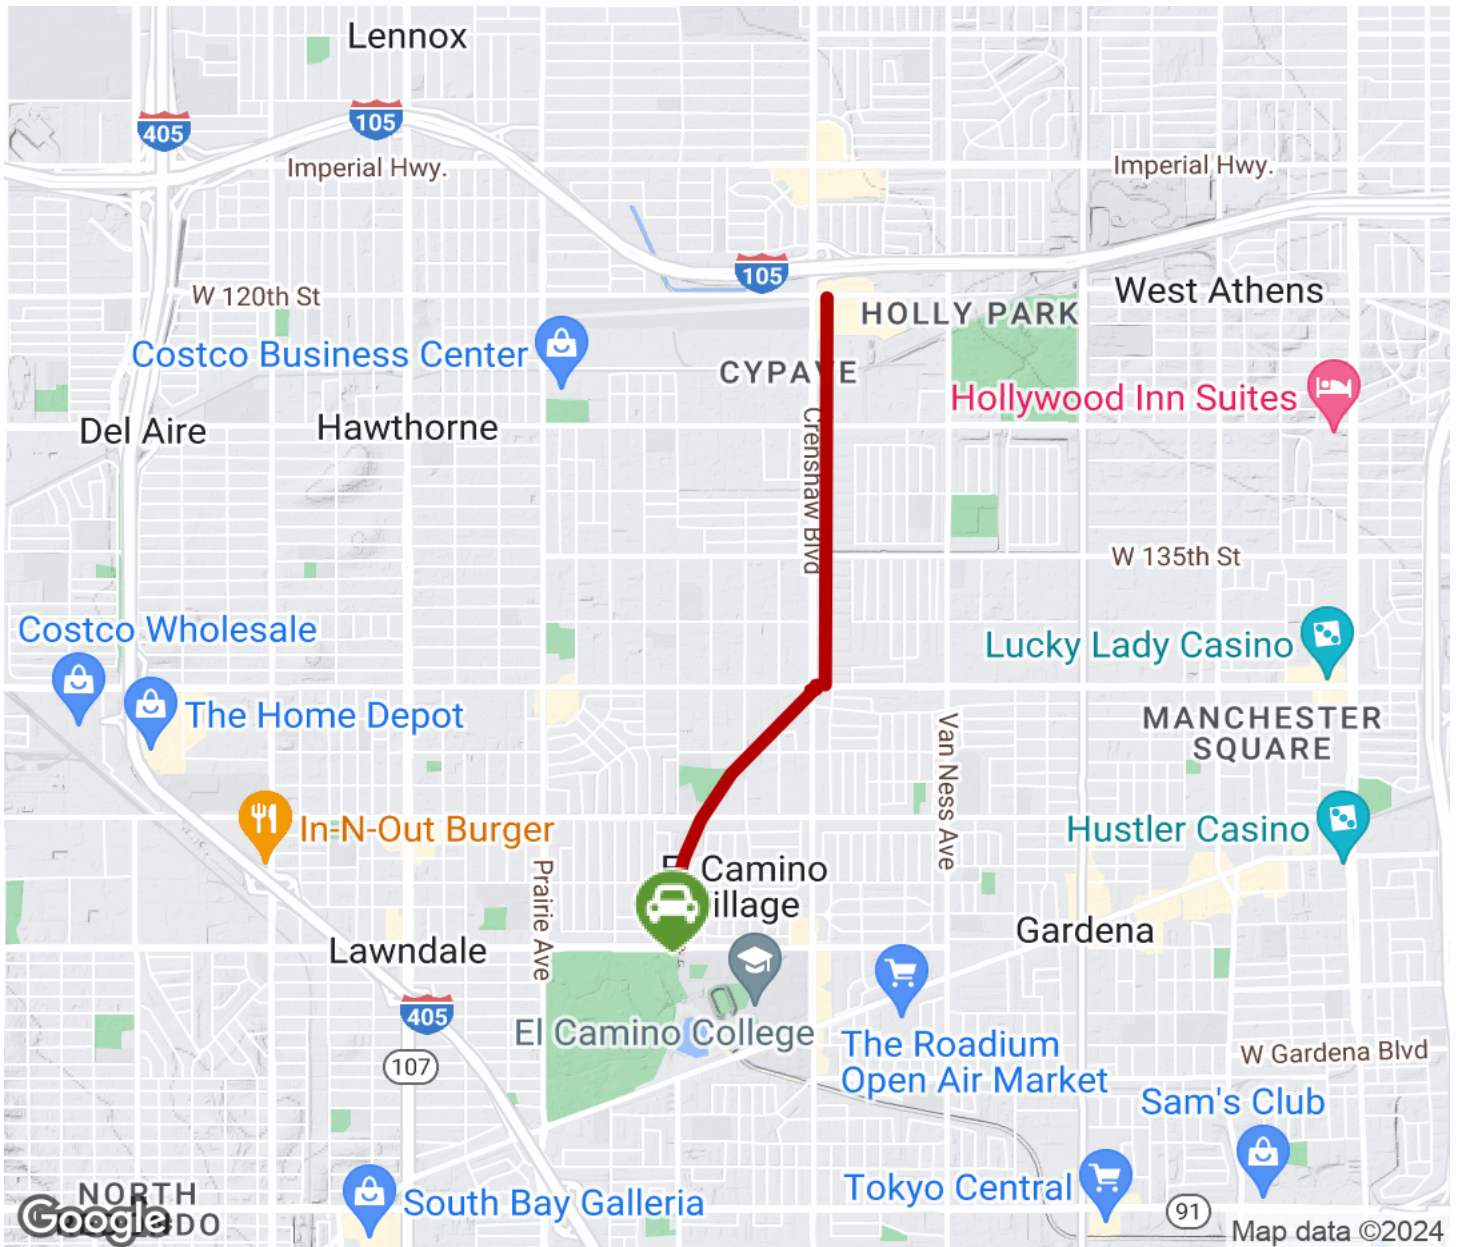 Lennox
405
105
Imperial Hwy.
Imperial Hwy.
105
W 120th St
West Athens
HOLLY PARK
Costco Business Center
CYPAVE
Hollywood Inn Suites
Del Aire
Hawthorne
Crenshaw Blvd
W 135th St
Costco Wholesale
Lucky Lady Casino
The Home Depot
MANCHESTER
SQUARE
Van Ness Ave
In-N-Out Burger
Hustler Casino
Prairie Ave
El Camino
illage
Lawndale
Gardena
405
El Camino College
The Roadium
Open Air Market
107
W Gardena Blvd
Sam's Club
Tokyo Central
South Bay Galleria
NORTH
DO
Google
91
Map data ©2024